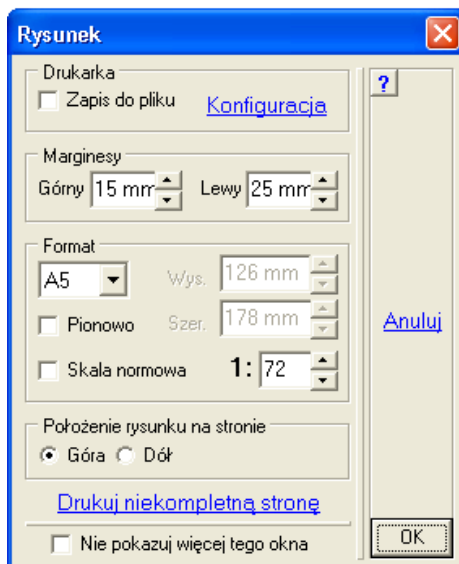 Rysunek
Drukarka
Zapis do pliku Konfiguracja
?
Marginesy
Górny 15 mm Lewy 25 mm
Format
A5 Wys. 126 mm
Pionowo Szer. 178 mm
Anuluj
Skala normowa 1: 72
Położenie rysunku na stronie
Góra Dół
Drukuj niekompletną stronę
Nie pokazuj więcej tego okna
OK